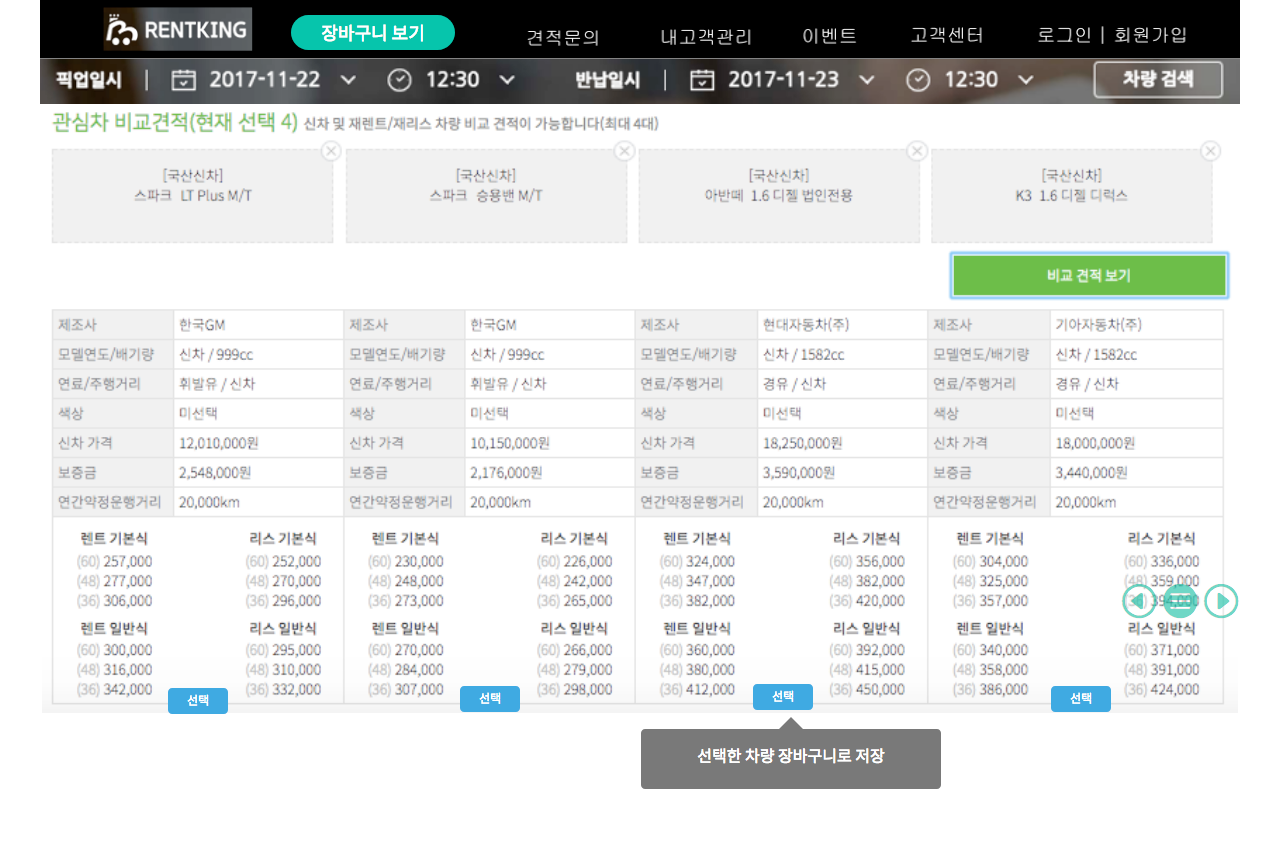 RENTKING 장바구니 보기 견적문의 내고객관리 이벤트 고객센터 로그인 | 회원가입
픽업일시 | 2017-11-22 12:30 반납일시 | 2017-11-23 12:30 차량 검색
관심차 비교견적(현재 선택 4) 신차 및 재렌트/재리스 차량 비교 견적이 가능합니다(최대 4대)
[국산신차] [국산신차] [국산신차] [국산신차]
스파크 LT Plus M/T 스파크 승용밴 M/T 아반떼 1.6 디젤 법인전용 K3 1.6 디젤 디럭스
비교 견적 보기
제조사 한국GM 제조사 한국GM 제조사 현대자동차(주) 제조사 기아자동차(주)
모델연도/배기량 신차 / 999cc 모델연도/배기량 신차 / 999cc 모델연도/배기량 신차 / 1582cc 모델연도/배기량 신차 / 1582cc
연료/주행거리 휘발유 / 신차 연료/주행거리 휘발유 / 신차 연료/주행거리 경유 / 신차 연료/주행거리 경유 / 신차
색상 미선택 색상 미선택 색상 미선택 색상 미선택
신차 가격 12,010,000원 신차 가격 10,150,000원 신차 가격 18,250,000원 신차 가격 18,000,000원
보증금 2,548,000원 보증금 2,176,000원 보증금 3,590,000원 보증금 3,440,000원
연간약정운행거리 20,000km 연간약정운행거리 20,000km 연간약정운행거리 20,000km 연간약정운행거리 20,000km
렌트 기본식 리스 기본식 렌트 기본식 리스 기본식 렌트 기본식 리스 기본식 렌트 기본식 리스 기본식
(60) 257,000 (60) 252,000 (60) 230,000 (60) 226,000 (60) 324,000 (60) 356,000 (60) 304,000 (60) 336,000
(48) 277,000 (48) 270,000 (48) 248,000 (48) 242,000 (48) 347,000 (48) 382,000 (48) 325,000 (48) 359,000
(36) 306,000 (36) 296,000 (36) 273,000 (36) 265,000 (36) 382,000 (36) 420,000 (36) 357,000 (36) 394,000
렌트 일반식 리스 일반식 렌트 일반식 리스 일반식 렌트 일반식 리스 일반식 렌트 일반식 리스 일반식
(60) 300,000 (60) 295,000 (60) 270,000 (60) 266,000 (60) 360,000 (60) 392,000 (60) 340,000 (60) 371,000
(48) 316,000 (48) 310,000 (48) 284,000 (48) 279,000 (48) 380,000 (48) 415,000 (48) 358,000 (48) 391,000
(36) 342,000 (36) 332,000 (36) 307,000 (36) 298,000 (36) 412,000 (36) 450,000 (36) 386,000 (36) 424,000
선택 선택 선택 선택
선택한 차량 장바구니로 저장